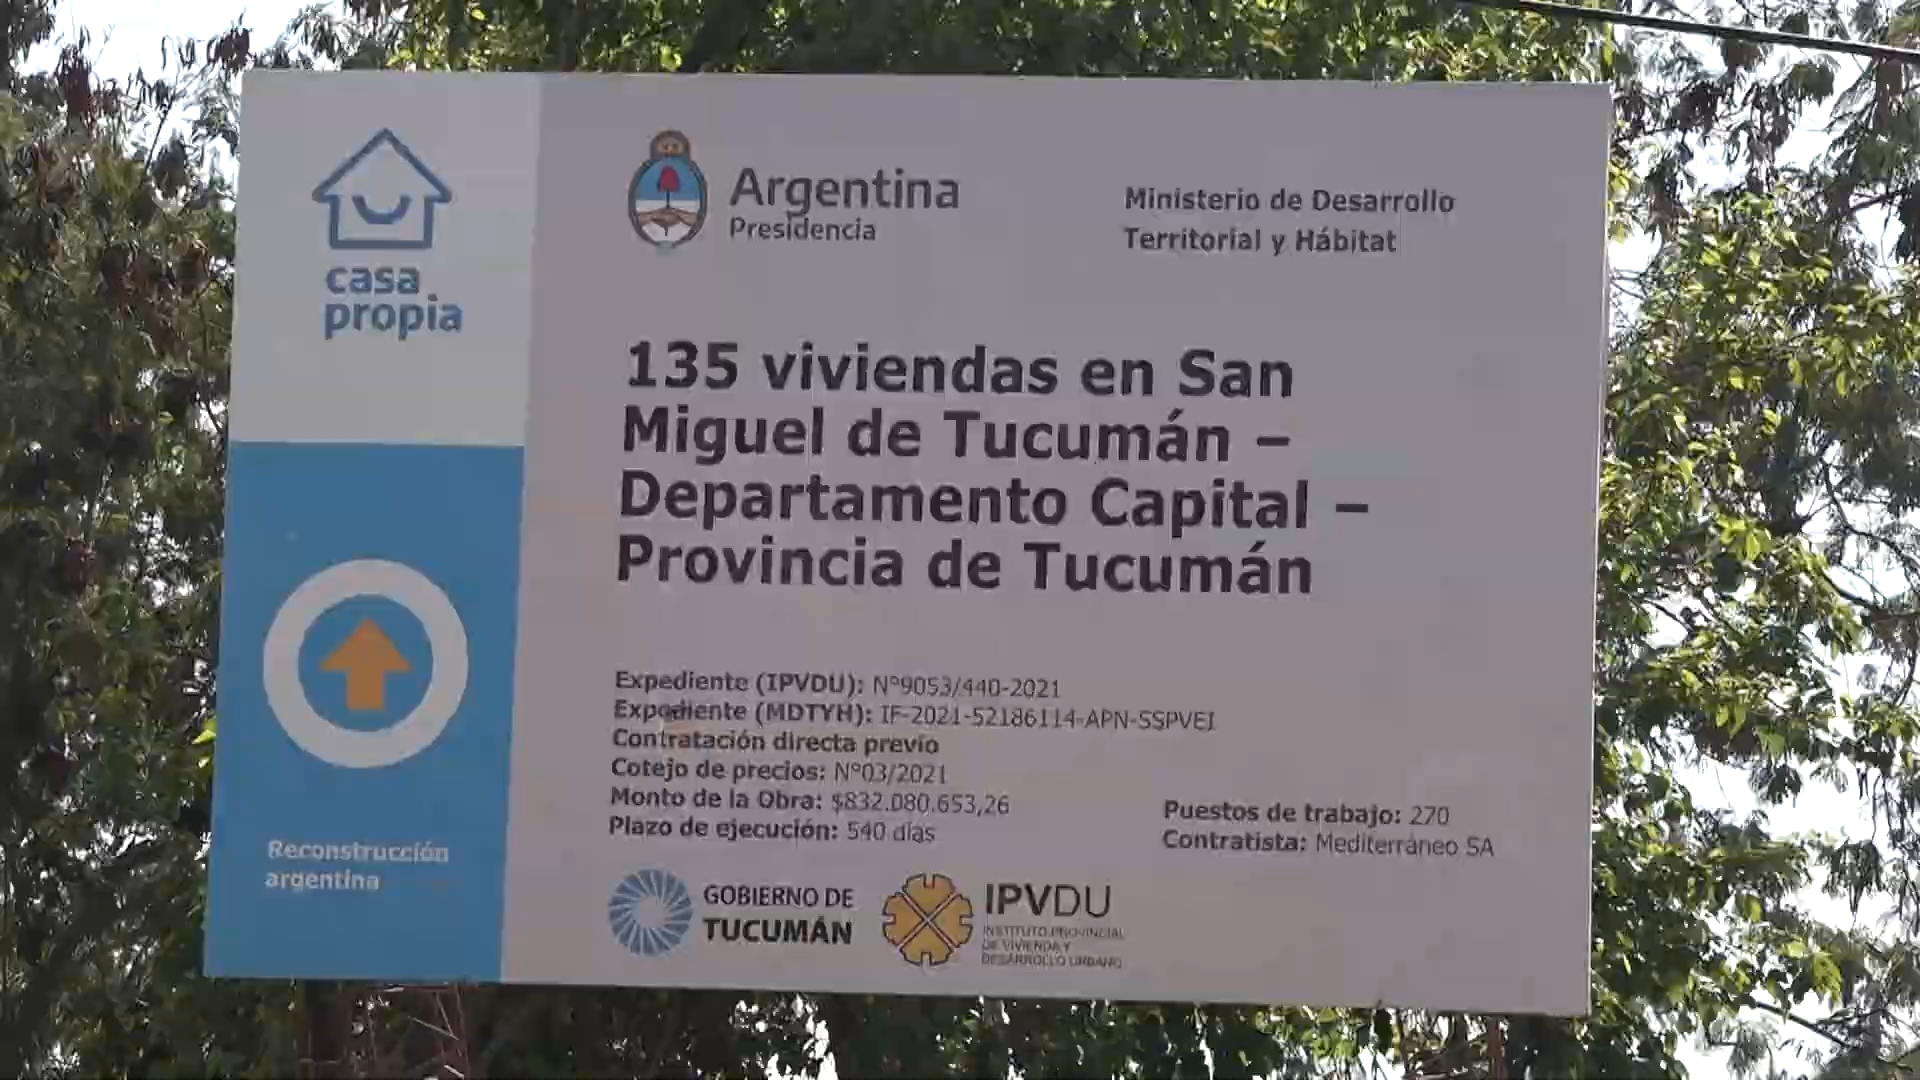 casa
propia
Argentina
Presidencia
Ministerio de Desarrollo
Territorial y Hábitat
135 viviendas en San
Miguel de Tucumán –
Departamento Capital –
Provincia de Tucumán
Expediente (IPVDU): N°9053/440-2021
Expediente (MDTYH): IF-2021-52186114-APN-SSPVEI
Contratación directa previo
Cotejo de precios: N°03/2021
Monto de la Obra: $832.080.653,26
Plazo de ejecución: 540 días
Puestos de trabajo: 270
Contratista: Mediterráneo SA
Reconstrucción
argentina
GOBIERNO DE
TUCUMÁN
IPVDU
INSTITUTO PROVINCIAL
DE VIVIENDA Y
DESARROLLO URBANO